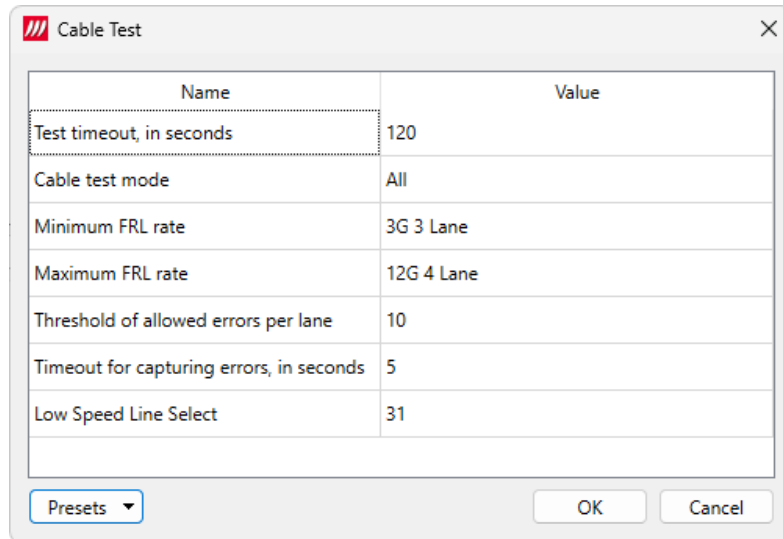 Cable Test
Name Value
Test timeout, in seconds 120
Cable test mode All
Minimum FRL rate 3G 3 Lane
Maximum FRL rate 12G 4 Lane
Threshold of allowed errors per lane 10
Timeout for capturing errors, in seconds 5
Low Speed Line Select 31
Presets OK Cancel